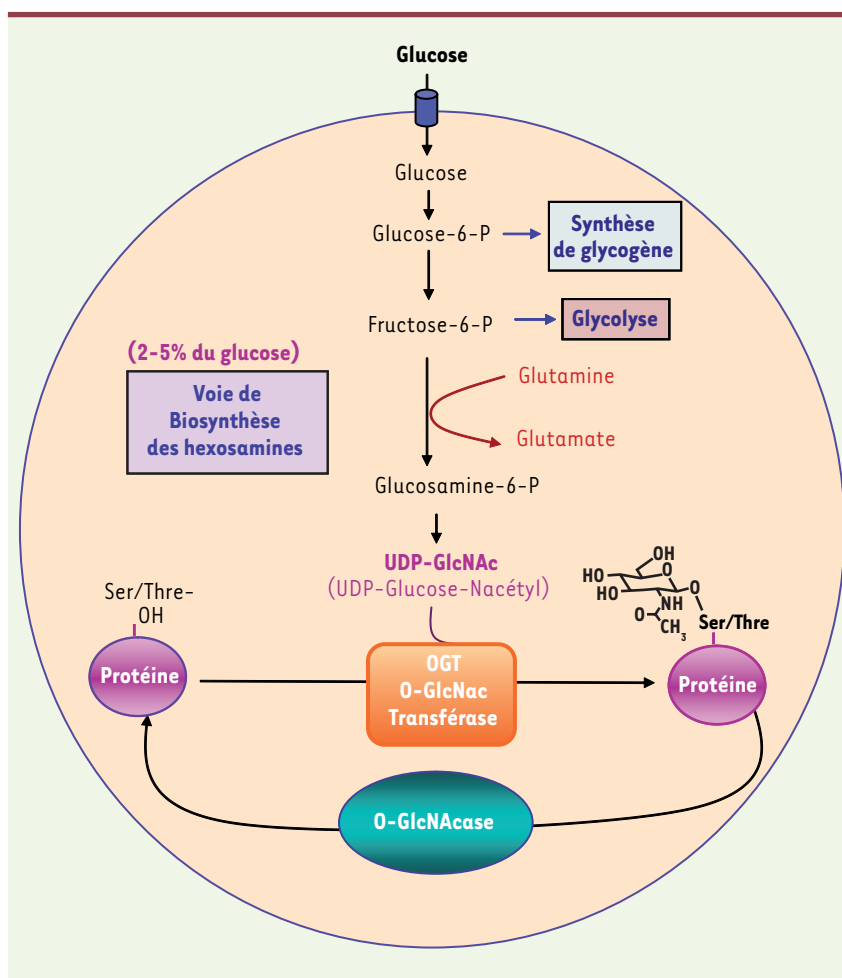 Glucose
Glucose
Glucose-6-P
Synthèse
de glycogène
Fructose-6-P
Glycolyse
(2-5% du glucose)
Voie de
Biosynthèse
des hexosamines
Glutamine
Glutamate
Glucosamine-6-P
UDP-GlcNAc
(UDP-Glucose-Nacétyl)
Ser/Thre-
OH
Protéine
OGT
O-GlcNac
Transférase
OH
HO
O
HO
O
NH
O
CH3
Ser/Thre
Protéine
O-GlcNAcase